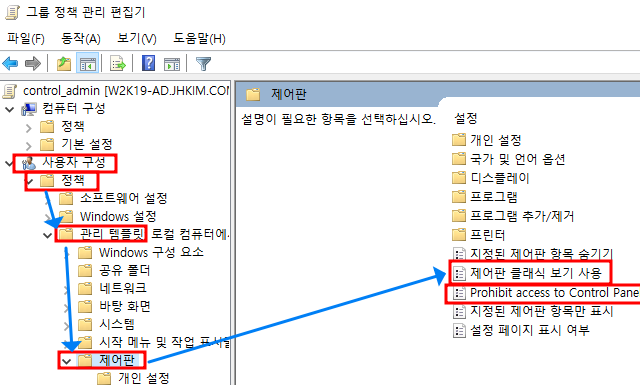 그룹 정책 관리 편집기
파일(F) 동작(A) 보기(V) 도움말(H)
control_admin [W2K19-AD.JHKIM.COM
컴퓨터 구성
정책
기본 설정
사용자 구성
정책
소프트웨어 설정
Windows 설정
관리 템플릿 로컬 컴퓨터에서
Windows 구성 요소
공유 폴더
네트워크
바탕 화면
시스템
시작 메뉴 및 작업 표시줄
제어판
개인 설정
제어판
설명이 필요한 항목을 선택하십시오.
설정
개인 설정
국가 및 언어 옵션
디스플레이
프로그램
프로그램 추가/제거
프린터
지정된 제어판 항목 숨기기
제어판 클래식 보기 사용
Prohibit access to Control Pane
지정된 제어판 항목만 표시
설정 페이지 표시 여부